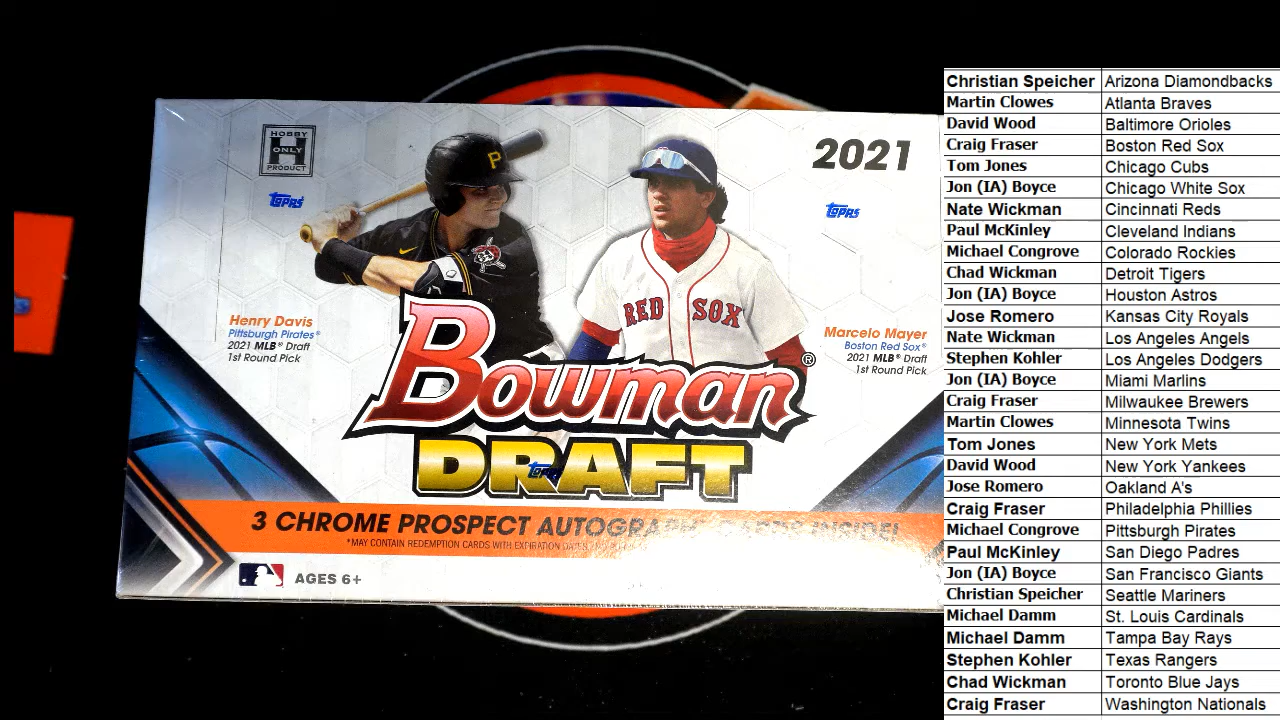 HOBBY
H
ONLY
PRODUCT
Topps
2021
Topps
P
RED SOX
Henry Davis
Pittsburgh Pirates®
2021 MLB® Draft
1st Round Pick
Marcelo Mayer
Boston Red Sox®
2021 MLB® Draft
1st Round Pick
Bowman®
DRAFT
Topps
3 CHROME PROSPECT AUTOGRAPH CARDS INSIDE!
*MAY CONTAIN REDEMPTION CARDS WITH EXPIRATION DATES
AGES 6+
Christian Speicher Arizona Diamondbacks
Martin Clowes Atlanta Braves
David Wood Baltimore Orioles
Craig Fraser Boston Red Sox
Tom Jones Chicago Cubs
Jon (IA) Boyce Chicago White Sox
Nate Wickman Cincinnati Reds
Paul McKinley Cleveland Indians
Michael Congrove Colorado Rockies
Chad Wickman Detroit Tigers
Jon (IA) Boyce Houston Astros
Jose Romero Kansas City Royals
Nate Wickman Los Angeles Angels
Stephen Kohler Los Angeles Dodgers
Jon (IA) Boyce Miami Marlins
Craig Fraser Milwaukee Brewers
Martin Clowes Minnesota Twins
Tom Jones New York Mets
David Wood New York Yankees
Jose Romero Oakland A's
Craig Fraser Philadelphia Phillies
Michael Congrove Pittsburgh Pirates
Paul McKinley San Diego Padres
Jon (IA) Boyce San Francisco Giants
Christian Speicher Seattle Mariners
Michael Damm St. Louis Cardinals
Michael Damm Tampa Bay Rays
Stephen Kohler Texas Rangers
Chad Wickman Toronto Blue Jays
Craig Fraser Washington Nationals